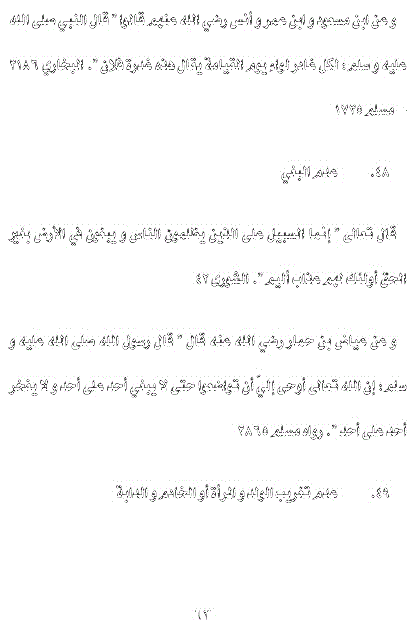 و عن ابن مسعود و ابن عمر و أنس رضي الله عنهم قالوا " قال النبي صلى الله
عليه و سلم: لكل غادر لواء يوم القيامة يقال هذه غدرة فلان ". البخاري ٣١٨٦
- مسلم ١٧٣٥
٤٨. عدم البغي
قال تعالى " إنما السبيل على الذين يظلمون الناس و يبغون في الأرض بغير
الحق أولئك لهم عذاب أليم ". الشورى ٤٢
و عن عياض بن حمار رضي الله عنه قال " قال رسول الله صلى الله عليه و
سلم: إن الله تعالى أوحى إليّ أن تواضعوا حتى لا يبغي أحد على أحد و لا يفخر
أحد على أحد ". رواه مسلم ٢٨٦٥
٤٩. عدم تخريب الولد و المرأة أو الخادم و الدابة
٦٣